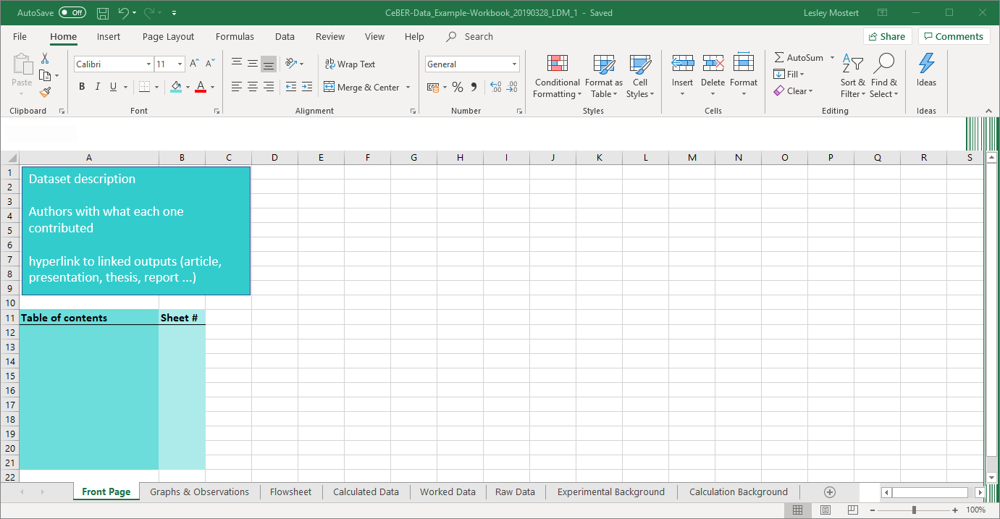 AutoSave Off CeBER-Data_Example-Workbook_20190328_LDM_1 - Saved Lesley Mostert
File Home Insert Page Layout Formulas Data Review View Help Search Share Comments
Paste
Calibri 11 A A
B I U A
ab Wrap Text
Merge & Center
General
% .00 .00
Conditional Formatting
Format as Table
Cell Styles
Insert Delete Format
AutoSum
Fill
Clear
Sort & Filter
Find & Select
Ideas
Clipboard Font Alignment Number Styles Cells Editing Ideas
A B C D E F G H I J K L M N O P Q R S
1
2
3
4
5
6
7
8
9
10
11
12
13
14
15
16
17
18
19
20
21
22
Dataset description
Authors with what each one
contributed
hyperlink to linked outputs (article,
presentation, thesis, report ...)
Table of contents Sheet #
Front Page Graphs & Observations Flowsheet Calculated Data Worked Data Raw Data Experimental Background Calculation Background
100%